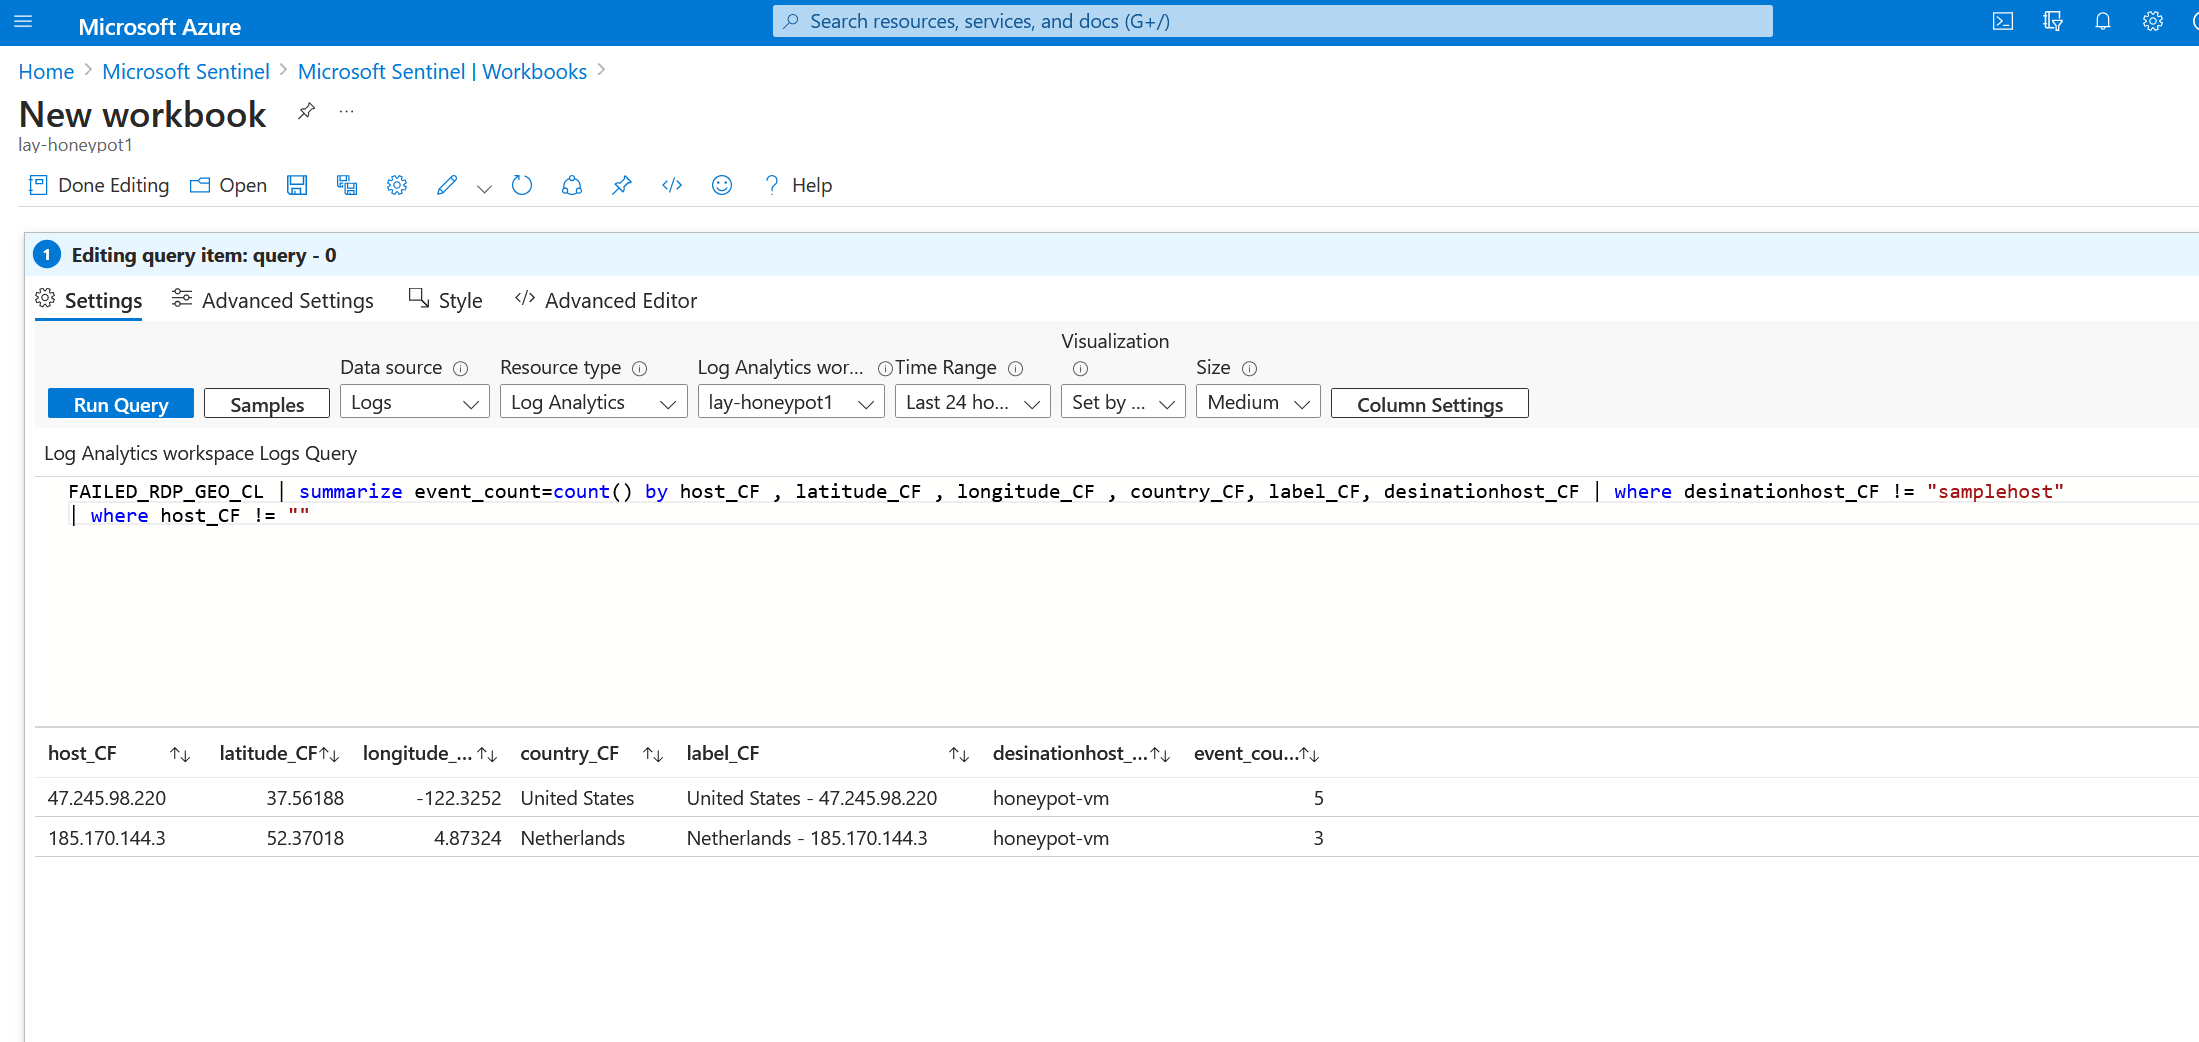 Microsoft Azure
Search resources, services, and docs (G+/)
Home > Microsoft Sentinel > Microsoft Sentinel | Workbooks >
New workbook ...
lay-honeypot1
Done Editing Open ? Help
1 Editing query item: query - 0
Settings Advanced Settings Style </> Advanced Editor
Visualization
Data source Resource type Log Analytics wor... Time Range Size
Run Query Samples Logs Log Analytics lay-honeypot1 Last 24 ho... Set by ... Medium Column Settings
Log Analytics workspace Logs Query
FAILED_RDP_GEO_CL | summarize event_count=count() by host_CF , latitude_CF , longitude_CF , country_CF, label_CF, desinationhost_CF | where desinationhost_CF != "samplehost"
| where host_CF != ""
host_CF latitude_CF longitude_... country_CF label_CF desinationhost_... event_cou...
47.245.98.220 37.56188 -122.3252 United States United States - 47.245.98.220 honeypot-vm 5
185.170.144.3 52.37018 4.87324 Netherlands Netherlands - 185.170.144.3 honeypot-vm 3